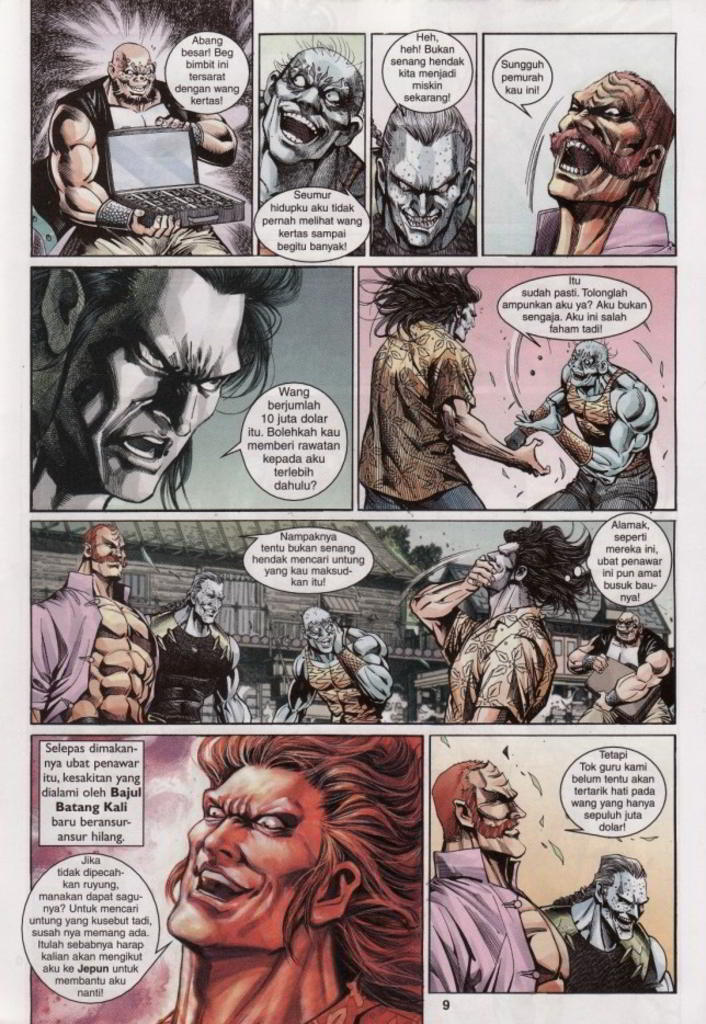 Abang
besar! Beg
bimbit ini
tersarat
dengan wang
kertas!
Seumur
hidupku aku tidak
pernah melihat wang
kertas sampai
begitu banyak!
Heh,
heh! Bukan
senang hendak
kita menjadi
miskin
sekarang!
Sungguh
pemurah
kau ini!
Wang
berjumlah
10 juta dolar
itu. Bolehkah kau
memberi rawatan
kepada aku
terlebih
dahulu?
Itu
sudah pasti. Tolonglah
ampunkan aku ya? Aku bukan
sengaja. Aku ini salah
faham tadi!
Nampaknya
tentu bukan senang
hendak mencari untung
yang kau maksud-
kan itu!
Alamak,
seperti
mereka ini,
ubat penawar
ini pun amat
busuk bau-
nya!
Selepas dimakan-
nya ubat penawar
itu, kesakitan yang
dialami oleh Bajul
Batang Kali
baru beransur-
ansur hilang.
Jika
tidak dipecah-
kan ruyung,
manakan dapat sagu-
nya? Untuk mencari
untung yang kusebut tadi,
susah nya memang ada.
Itulah sebabnya harap
kalian akan mengikut
aku ke Jepun untuk
membantu aku
nanti!
Tetapi
Tok guru kami
belum tentu akan
tertarik hati pada
wang yang hanya
sepuluh juta
dolar!
9